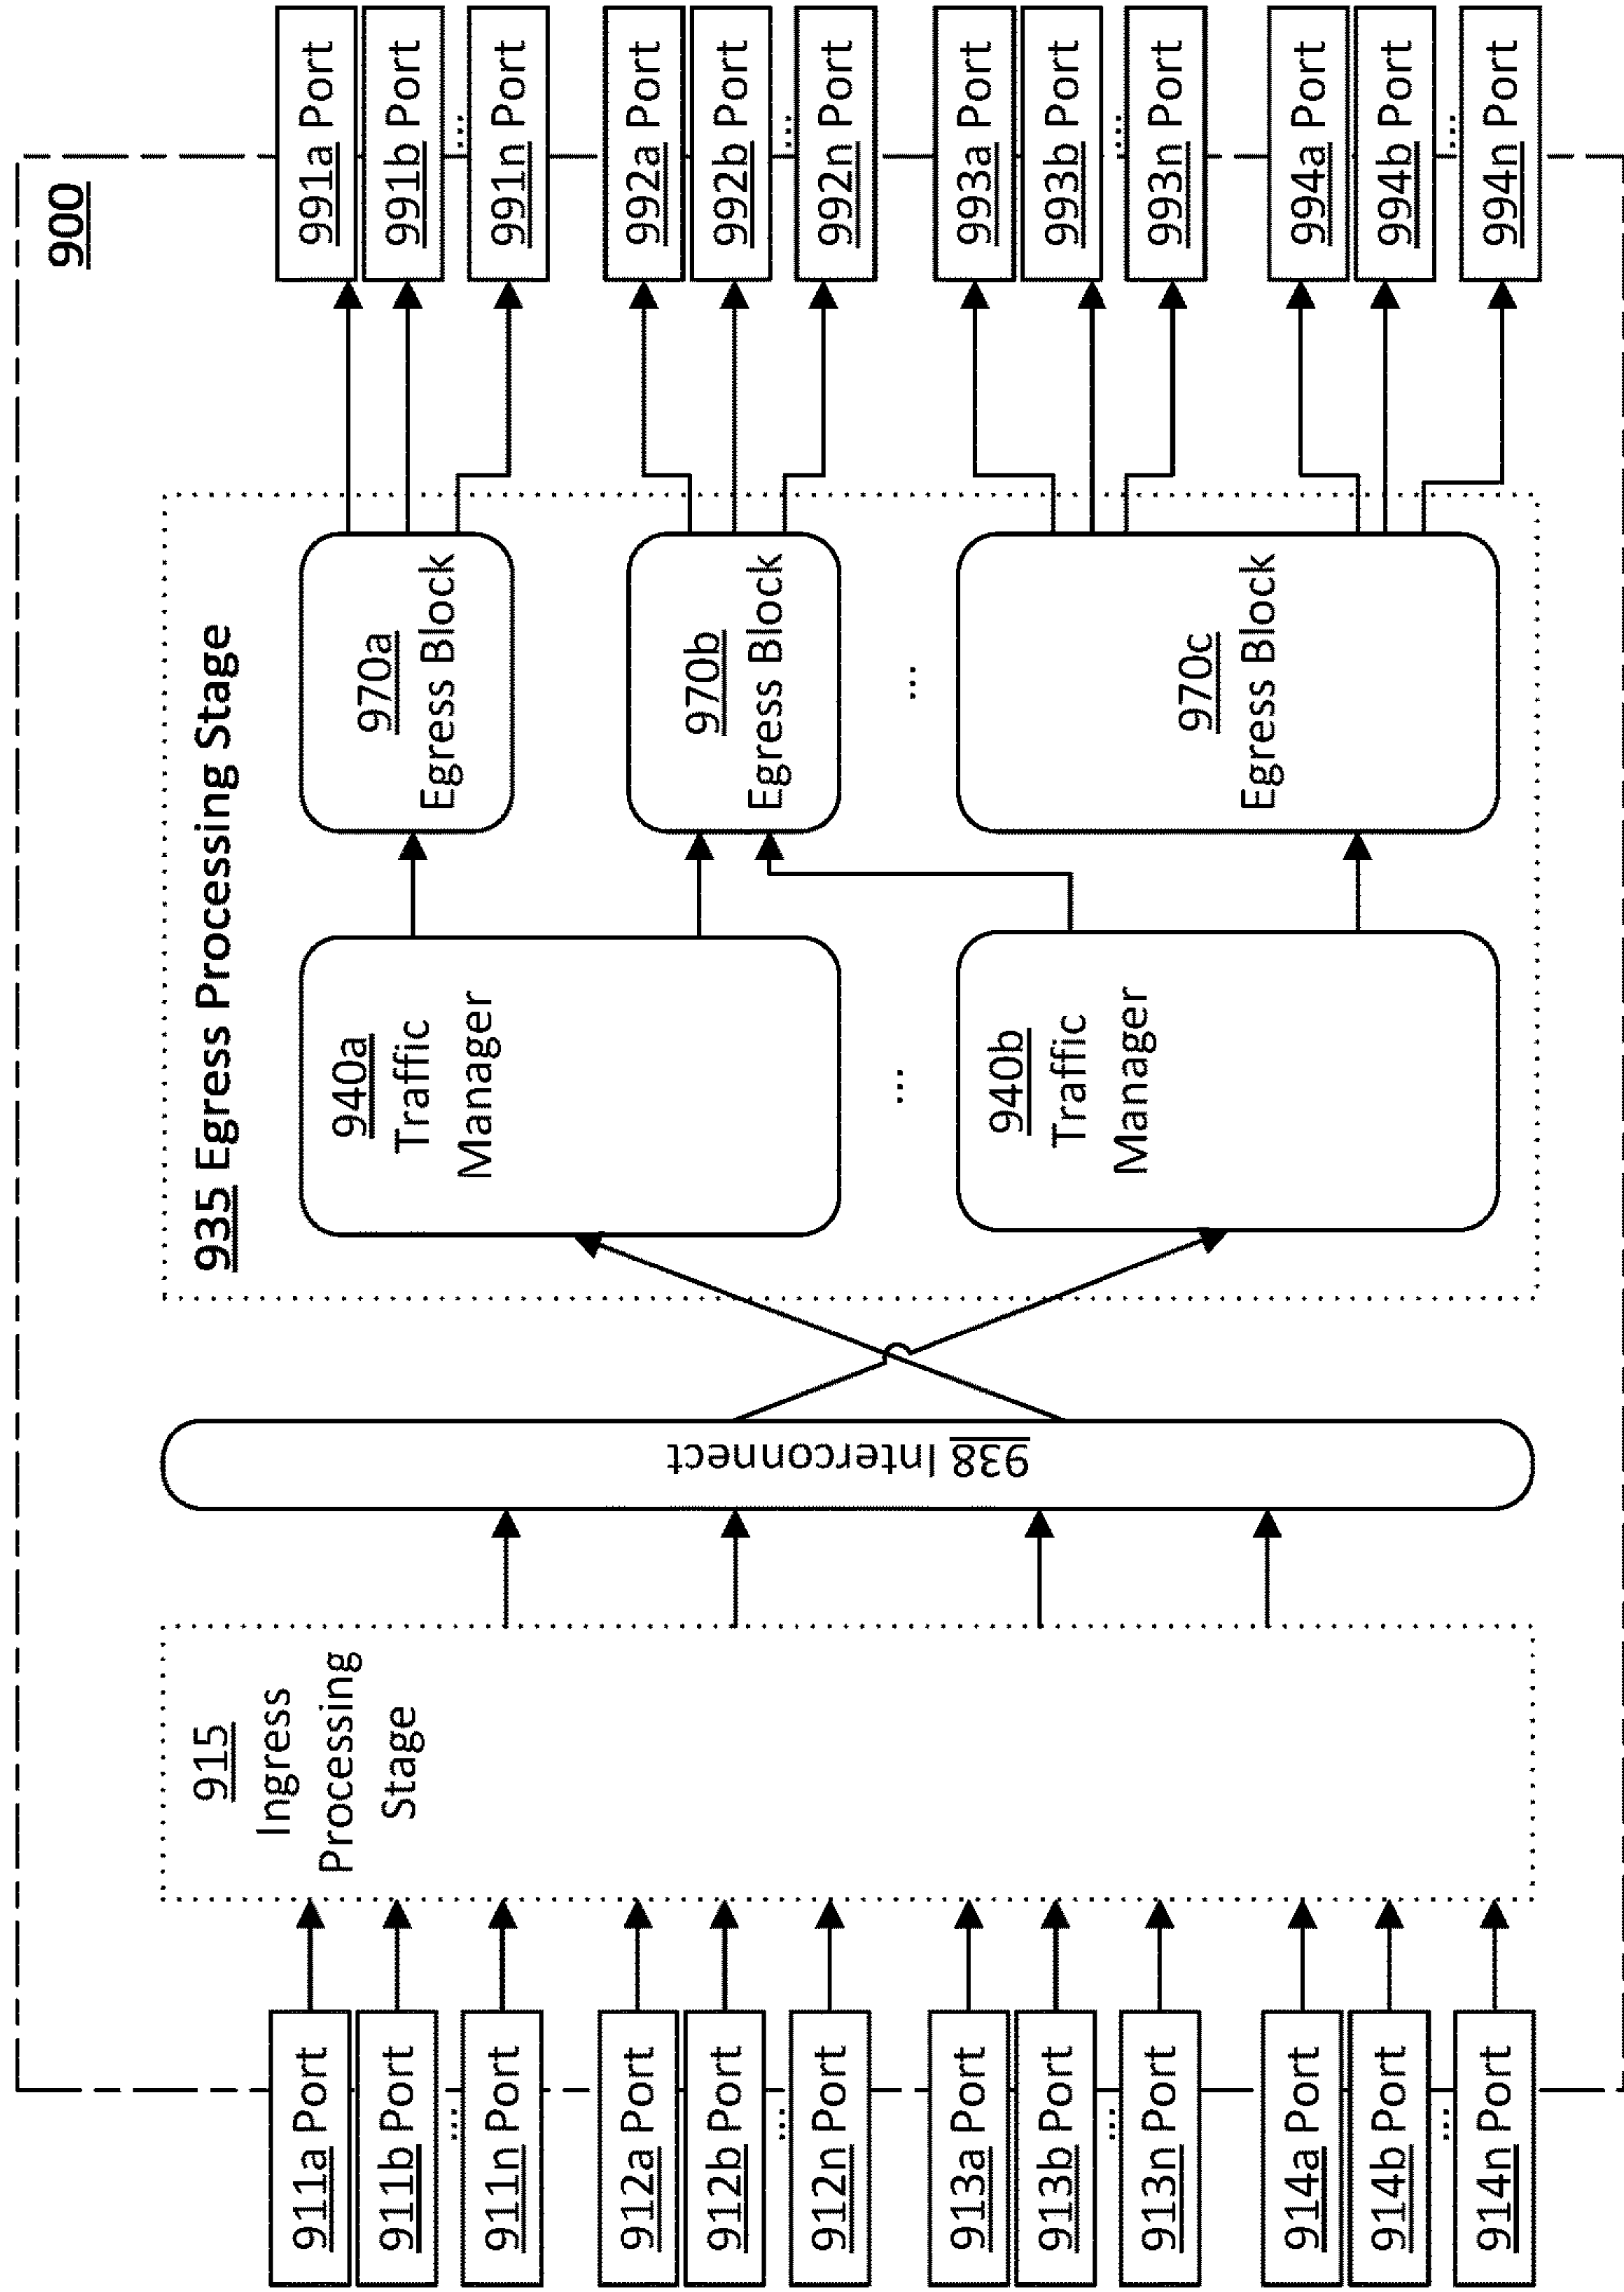 900
911a Port
911b Port
...
911n Port
912a Port
912b Port
...
912n Port
913a Port
913b Port
...
913n Port
914a Port
914b Port
...
914n Port
915
Ingress
Processing
Stage
938 Interconnect
935 Egress Processing Stage
940a
Traffic
Manager
...
940b
Traffic
Manager
970a
Egress Block
970b
Egress Block
...
970c
Egress Block
991a Port
991b Port
...
991n Port
992a Port
992b Port
...
992n Port
993a Port
993b Port
...
993n Port
994a Port
994b Port
...
994n Port